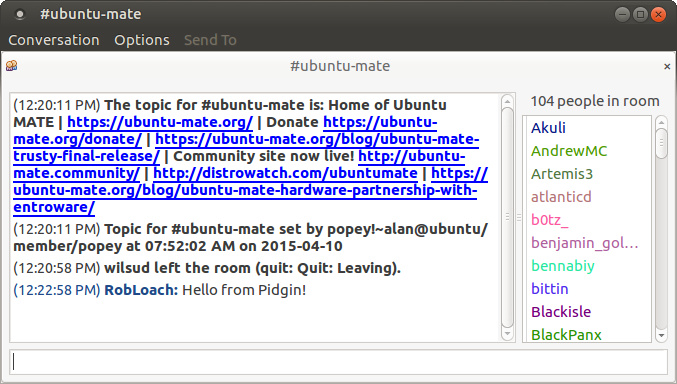 #ubuntu-mate
Conversation Options Send To
#ubuntu-mate
(12:20:11 PM) The topic for #ubuntu-mate is: Home of Ubuntu
MATE | https://ubuntu-mate.org/ | Donate https://ubuntu-
mate.org/donate/ | https://ubuntu-mate.org/blog/ubuntu-mate-
trusty-final-release/ | Community site now live! http://ubuntu-
mate.community/ | http://distrowatch.com/ubuntumate | https://
ubuntu-mate.org/blog/ubuntu-mate-hardware-partnership-with-
entroware/
(12:20:11 PM) Topic for #ubuntu-mate set by popey!~alan@ubuntu/
member/popey at 07:52:02 AM on 2015-04-10
(12:20:58 PM) wilsud left the room (quit: Quit: Leaving).
(12:22:58 PM) RobLoach: Hello from Pidgin!
104 people in room
Akuli
AndrewMC
Artemis3
atlanticd
b0tz_
benjamin_gol...
bennabiy
bittin
Blackisle
BlackPanx